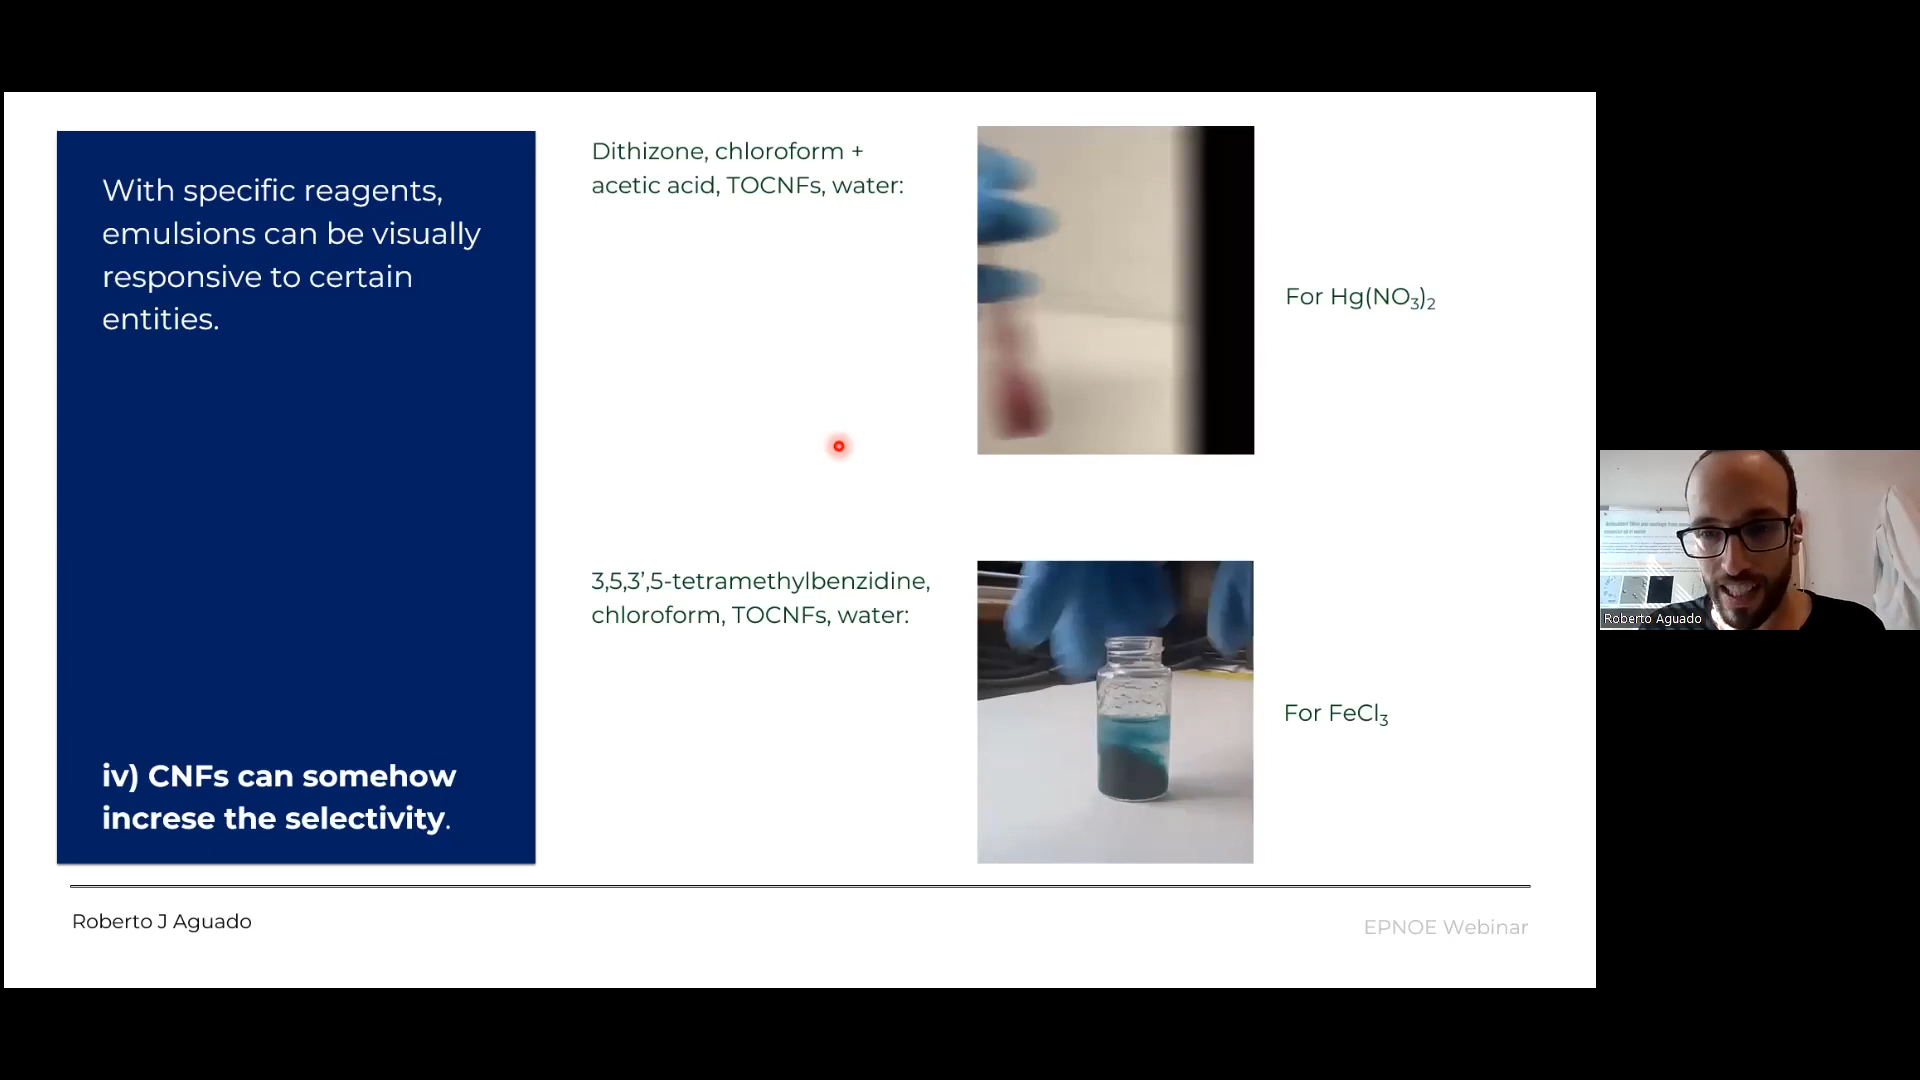 With specific reagents,
emulsions can be visually
responsive to certain
entities.
iv) CNFs can somehow
increse the selectivity.
Dithizone, chloroform +
acetic acid, TOCNFs, water:
For Hg(NO₃)₂
3,5,3’,5-tetramethylbenzidine,
chloroform, TOCNFs, water:
For FeCl₃
Roberto J Aguado
EPNOE Webinar
Roberto Aguado